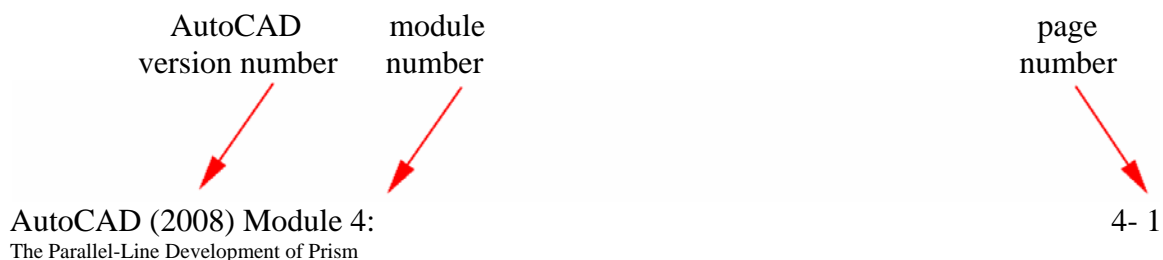 AutoCAD module page
version number number number
AutoCAD (2008) Module 4: 4- 1
The Parallel-Line Development of Prism